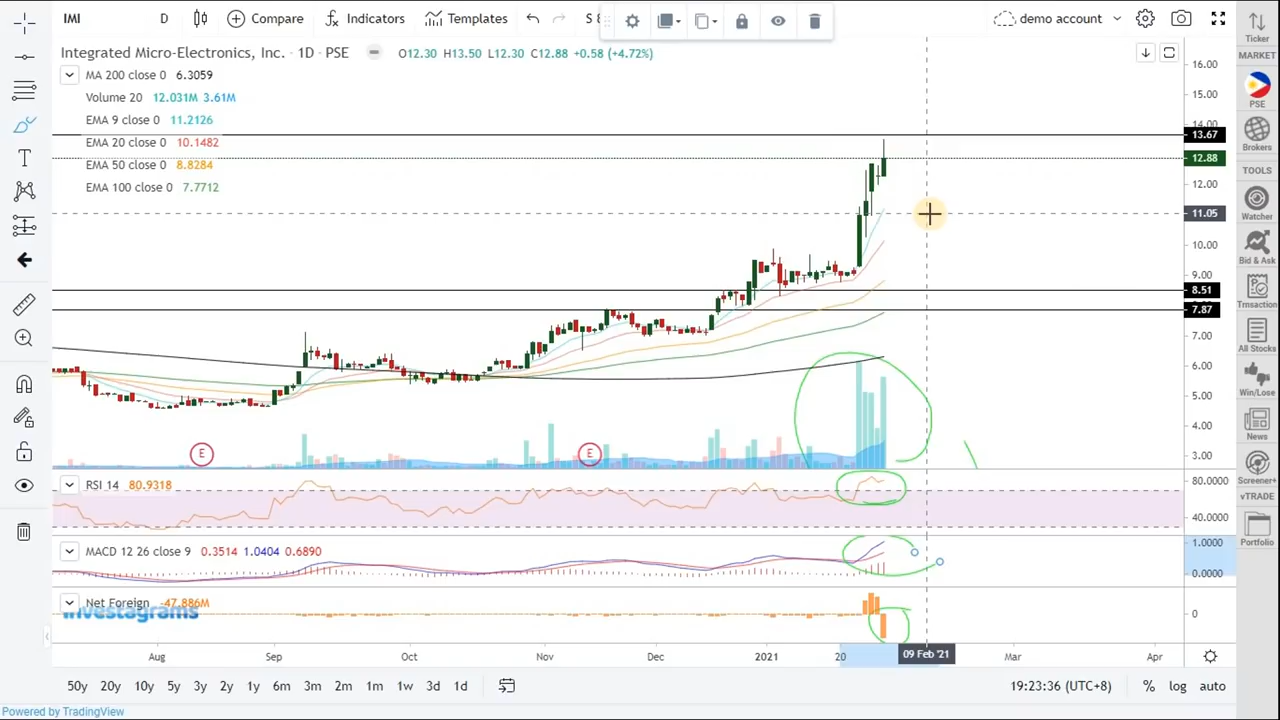 IMI D Compare Indicators Templates S demo account
Integrated Micro-Electronics, Inc. · 1D · PSE O12.30 H13.50 L12.30 C12.88 +0.58 (+4.72%)
MA 200 close 0 6.3059
Volume 20 12.031M 3.61M
EMA 9 close 0 11.2126
EMA 20 close 0 10.1482
EMA 50 close 0 8.8284
EMA 100 close 0 7.7712
16.00
15.00
14.00
13.67
12.88
12.00
11.05
10.00
9.00
8.51
7.87
7.00
6.00
5.00
4.00
3.00
E E
RSI 14 80.9318
80.0000
40.0000
MACD 12 26 close 9 0.3514 1.0404 0.6890
1.0000
0.0000
Net Foreign -47.886M
0
Investagrams
Aug Sep Oct Nov Dec 2021 20 09 Feb '21 Mar Apr
50y 20y 10y 5y 3y 2y 1y 6m 3m 2m 1m 1w 3d 1d 19:23:36 (UTC+8) % log auto
Powered by TradingView
Ticker
MARKET
PSE
Brokers
TOOLS
Watcher
Bid & Ask
Trnsaction
All Stocks
Win/Lose
News
Screener+
vTRADE
Portfolio